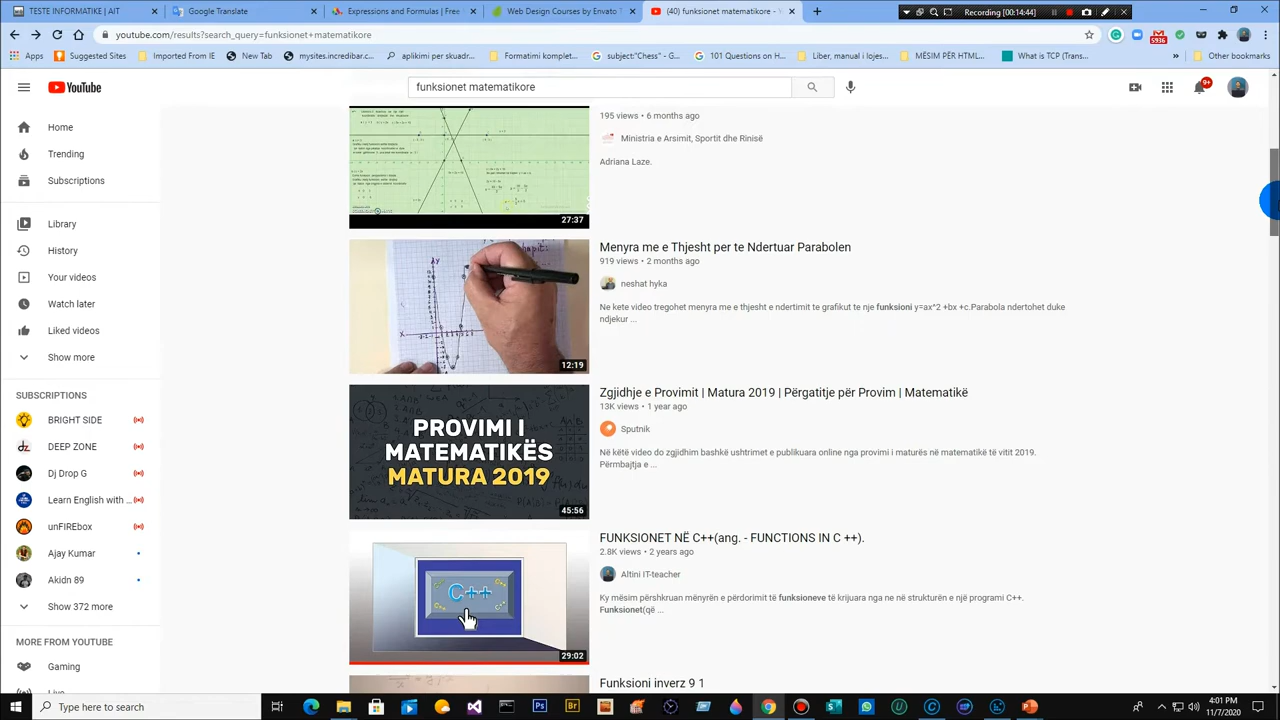 TESTE INFORMATIKE | AIT
Google Translate
Expressions and Formulas | Free
Web Design Courses by Envato T
(40) funksionet matematikore - Y
Recording [00:14:44]
youtube.com/results?search_query=funksionet+matematikore
5936
Apps
Suggested Sites
Imported From IE
New Tab
mysites.incredibar.c...
aplikimi per skuadr...
Formatimi komplet...
subject:"Chess" - G...
101 Questions on H...
Liber, manual i lojes...
MËSIM PËR HTML...
What is TCP (Trans...
»
Other bookmarks
YouTube
funksionet matematikore
9+
Home
Trending
Subscriptions
Library
History
Your videos
Watch later
Liked videos
Show more
SUBSCRIPTIONS
BRIGHT SIDE
DEEP ZONE
Dj Drop G
Learn English with ...
unFIREbox
Ajay Kumar
Akidn 89
Show 372 more
MORE FROM YOUTUBE
Gaming
Live
195 views • 6 months ago
Ministria e Arsimit, Sportit dhe Rinisë
Adriana Laze.
27:37
Menyra me e Thjesht per te Ndertuar Parabolen
919 views • 2 months ago
neshat hyka
Ne kete video tregohet menyra me e thjesht e ndertimit te grafikut te nje funksioni y=ax^2 +bx +c.Parabola ndertohet duke
ndjekur ...
12:19
PROVIMI I
MATEMATIKËS
MATURA 2019
45:56
Zgjidhje e Provimit | Matura 2019 | Përgatitje për Provim | Matematikë
13K views • 1 year ago
Sputnik
Në këtë video do zgjidhim bashkë ushtrimet e publikuara online nga provimi i maturës në matematikë të vitit 2019.
Përmbajtja e ...
C++
29:02
FUNKSIONET NË C++(ang. - FUNCTIONS IN C ++).
2.8K views • 2 years ago
Altini IT-teacher
Ky mësim përshkruan mënyrën e përdorimit të funksioneve të krijuara nga ne në strukturën e një programi C++.
Funksionet(që ...
Funksioni inverz 9 1
Type here to search
4:01 PM
11/7/2020